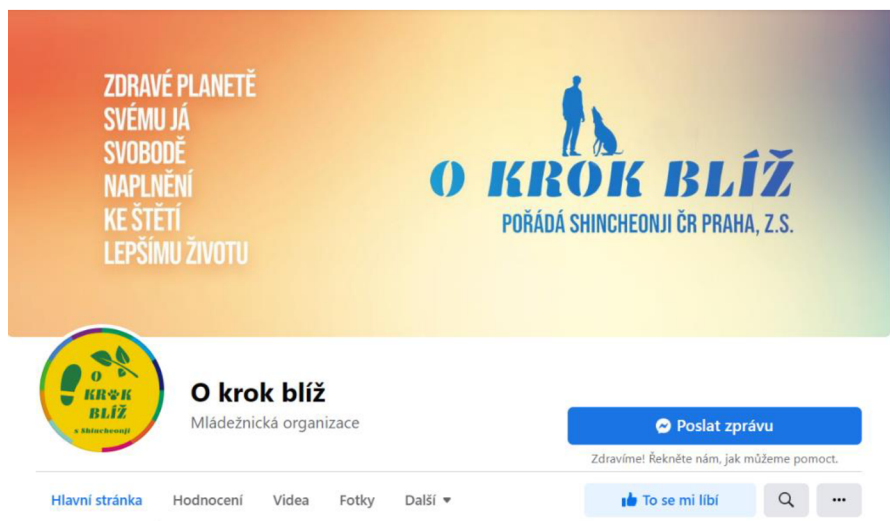 ZDRAVÉ PLANETĚ
SVÉMU JÁ
SVOBODĚ
NAPLNĚNÍ
KE ŠTĚTÍ
LEPŠÍMU ŽIVOTU
O KROK BLÍŽ
POŘÁDÁ SHINCHEONJI ČR PRAHA, Z.S.
O
KROK
BLÍŽ
s Shincheonji
O krok blíž
Mládežnická organizace
Poslat zprávu
Zdravíme! Řekněte nám, jak můžeme pomoct.
Hlavní stránka Hodnocení Videa Fotky Další
To se mi líbí